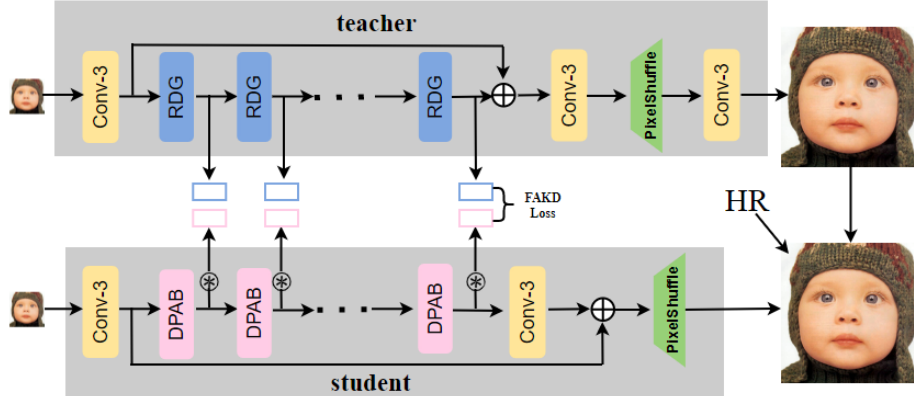 teacher
Conv-3
RDG
RDG
RDG
Conv-3
PixelShuffle
Conv-3
FAKD
Loss
HR
Conv-3
DPAB
DPAB
DPAB
Conv-3
PixelShuffle
student